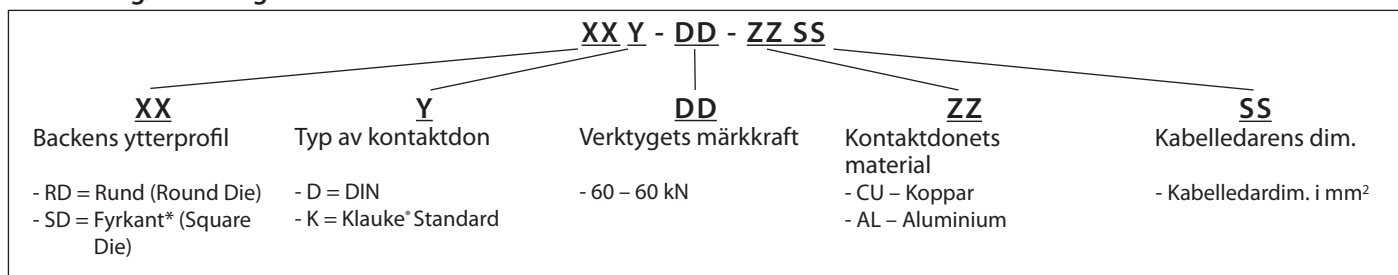 XX Y - DD - ZZ SS
XX
Backens ytterprofil
- RD = Rund (Round Die)
- SD = Fyrkant* (Square
Die)
Y
Typ av kontaktdon
- D = DIN
- K = Klauke® Standard
DD
Verktygets märkkraft
- 60 – 60 kN
ZZ
Kontaktdonets
material
- CU – Koppar
- AL – Aluminium
SS
Kabelledarens dim.
- Kabelledardim. i mm²